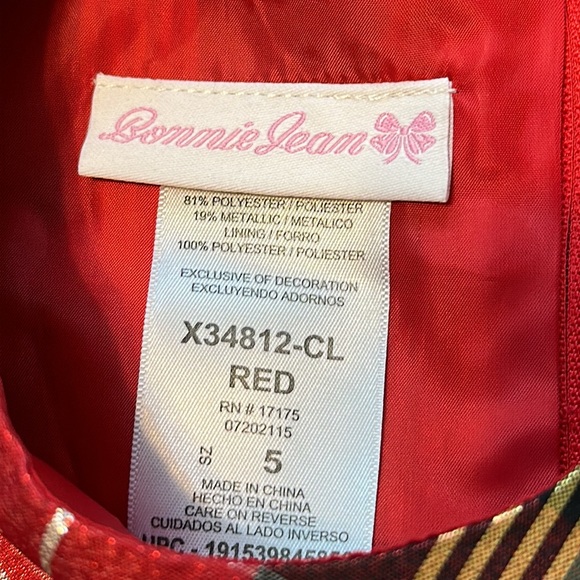 Bonnie Jean
81% POLYESTER / POLIESTER
19% METALLIC / METALICO
LINING / FORRO
100% POLYESTER / POLIESTER
EXCLUSIVE OF DECORATION
EXCLUYENDO ADORNOS
X34812-CL
RED
RN # 17175
07202115
SZ 5
MADE IN CHINA
HECHO EN CHINA
CARE ON REVERSE
CUIDADOS AL LADO INVERSO
UPC -